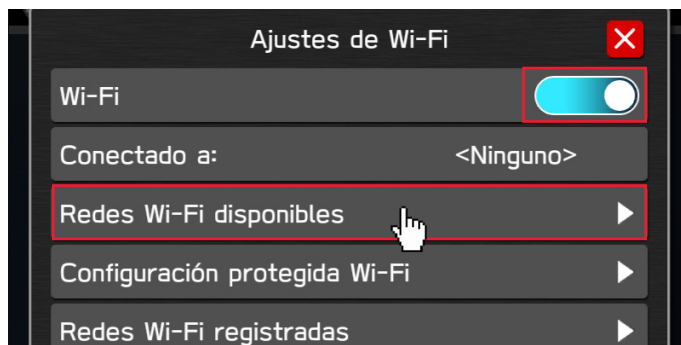 Ajustes de Wi-Fi
Wi-Fi
Conectado a: <Ninguno>
Redes Wi-Fi disponibles
Configuración protegida Wi-Fi
Redes Wi-Fi registradas